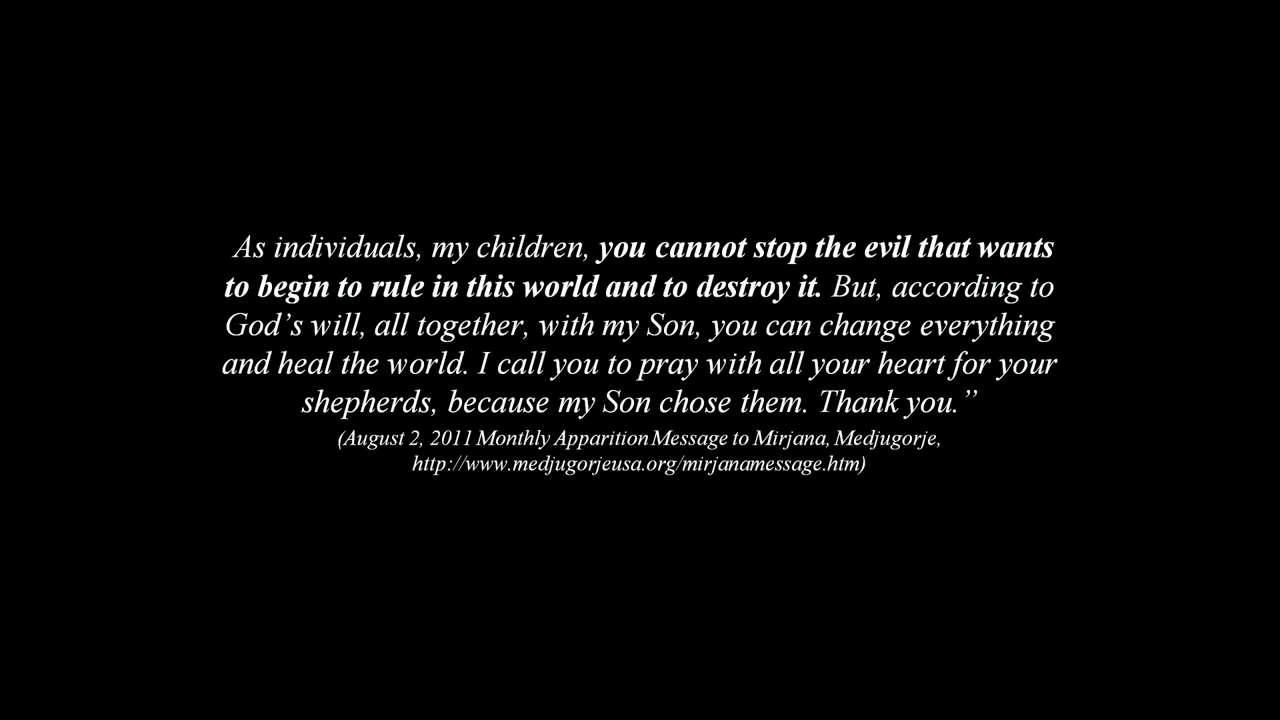 As individuals, my children, you cannot stop the evil that wants
to begin to rule in this world and to destroy it. But, according to
God’s will, all together, with my Son, you can change everything
and heal the world. I call you to pray with all your heart for your
shepherds, because my Son chose them. Thank you.”
(August 2, 2011 Monthly Apparition Message to Mirjana, Medjugorje,
http://www.medjugorjeusa.org/mirjanamessage.htm)